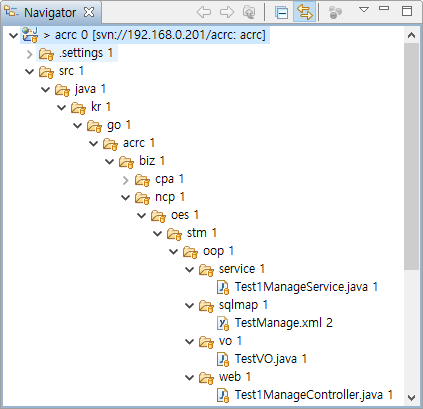 Navigator
> acrc 0 [svn://192.168.0.201/acrc: acrc]
.settings 1
src 1
java 1
kr 1
go 1
acrc 1
biz 1
cpa 1
ncp 1
oes 1
stm 1
oop 1
service 1
Test1ManageService.java 1
sqlmap 1
TestManage.xml 2
vo 1
TestVO.java 1
web 1
Test1ManageController.java 1